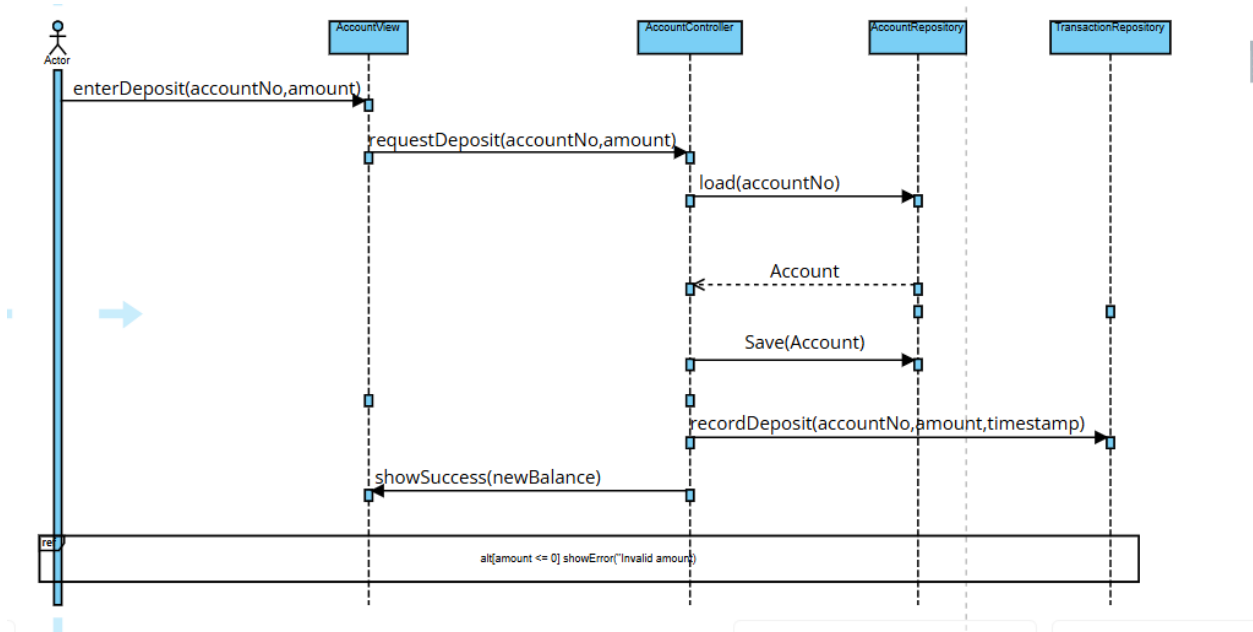 AccountView
AccountController
AccountRepository
TransactionRepository
Actor
enterDeposit(accountNo,amount)
requestDeposit(accountNo,amount)
load(accountNo)
Account
Save(Account)
recordDeposit(accountNo,amount,timestamp)
showSuccess(newBalance)
ref
alt[amount <= 0] showError("Invalid amount)